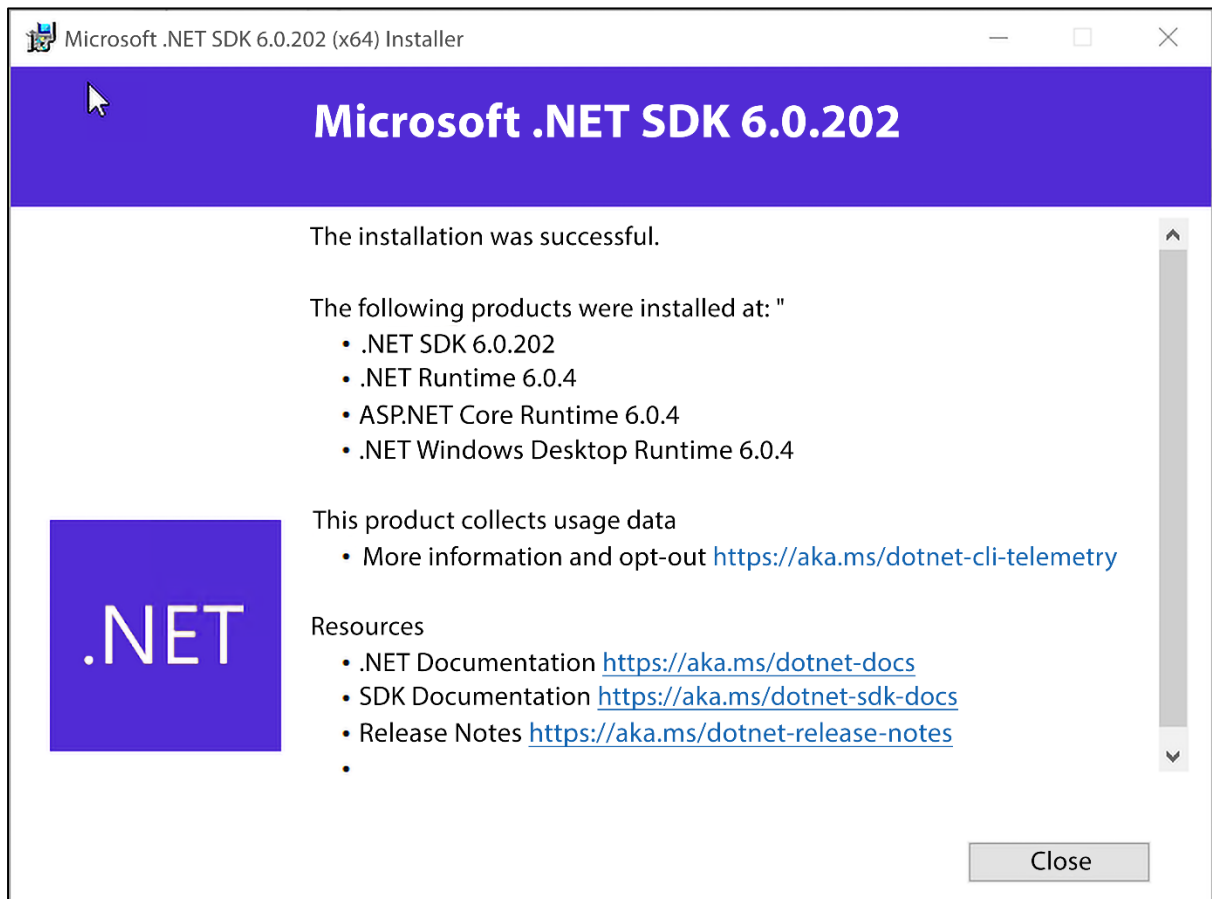 Microsoft .NET SDK 6.0.202 (x64) Installer
Microsoft .NET SDK 6.0.202
The installation was successful.
The following products were installed at: "
• .NET SDK 6.0.202
• .NET Runtime 6.0.4
• ASP.NET Core Runtime 6.0.4
• .NET Windows Desktop Runtime 6.0.4
This product collects usage data
• More information and opt-out https://aka.ms/dotnet-cli-telemetry
.NET
Resources
• .NET Documentation https://aka.ms/dotnet-docs
• SDK Documentation https://aka.ms/dotnet-sdk-docs
• Release Notes https://aka.ms/dotnet-release-notes
•
Close